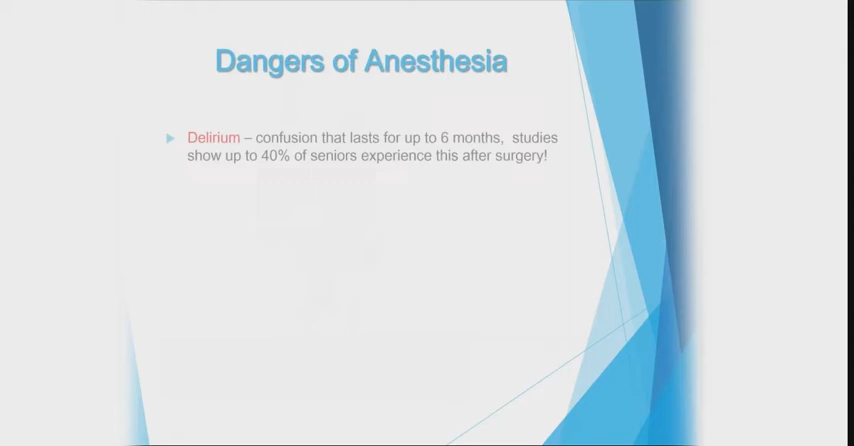 Dangers of Anesthesia
Delirium – confusion that lasts for up to 6 months, studies
show up to 40% of seniors experience this after surgery!